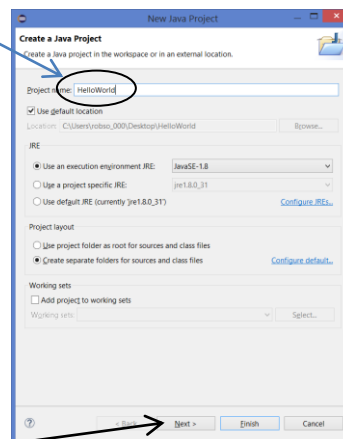 New Java Project
Create a Java Project
Create a Java project in the workspace or in an external location.
Project name: HelloWorld
Use default location
Location: C:\Users\robso_000\Desktop\HelloWorld Browse...
JRE
Use an execution environment JRE: JavaSE-1.8
Use a project specific JRE: jre1.8.0_31
Use default JRE (currently 'jre1.8.0_31') Configure JREs...
Project layout
Use project folder as root for sources and class files
Create separate folders for sources and class files Configure default...
Working sets
Add project to working sets
Working sets: Select...
? < Back Next > Finish Cancel